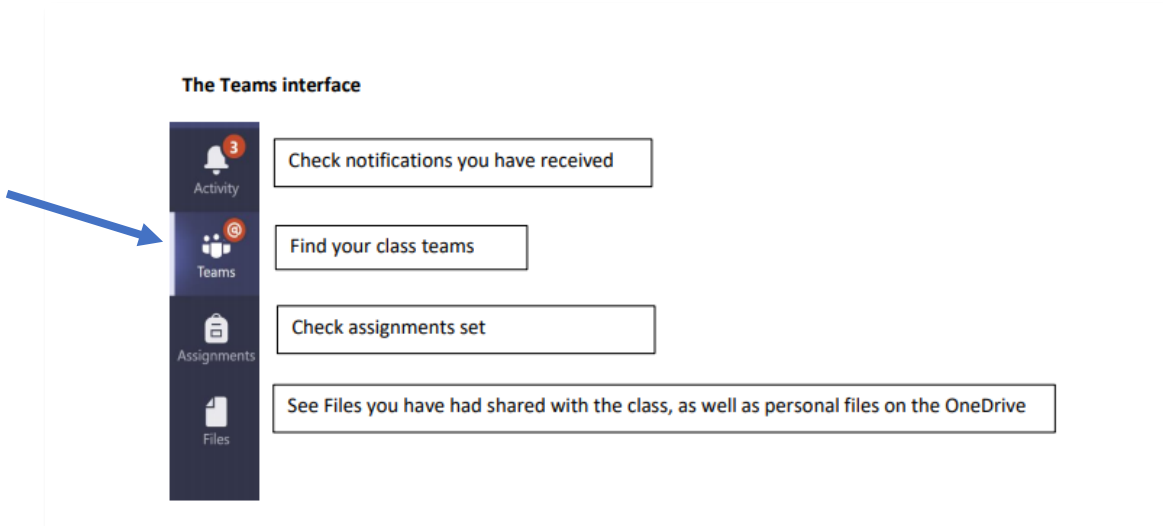 The Teams interface
3
Activity
Check notifications you have received
@
Teams
Find your class teams
Assignments
Check assignments set
Files
See Files you have had shared with the class, as well as personal files on the OneDrive